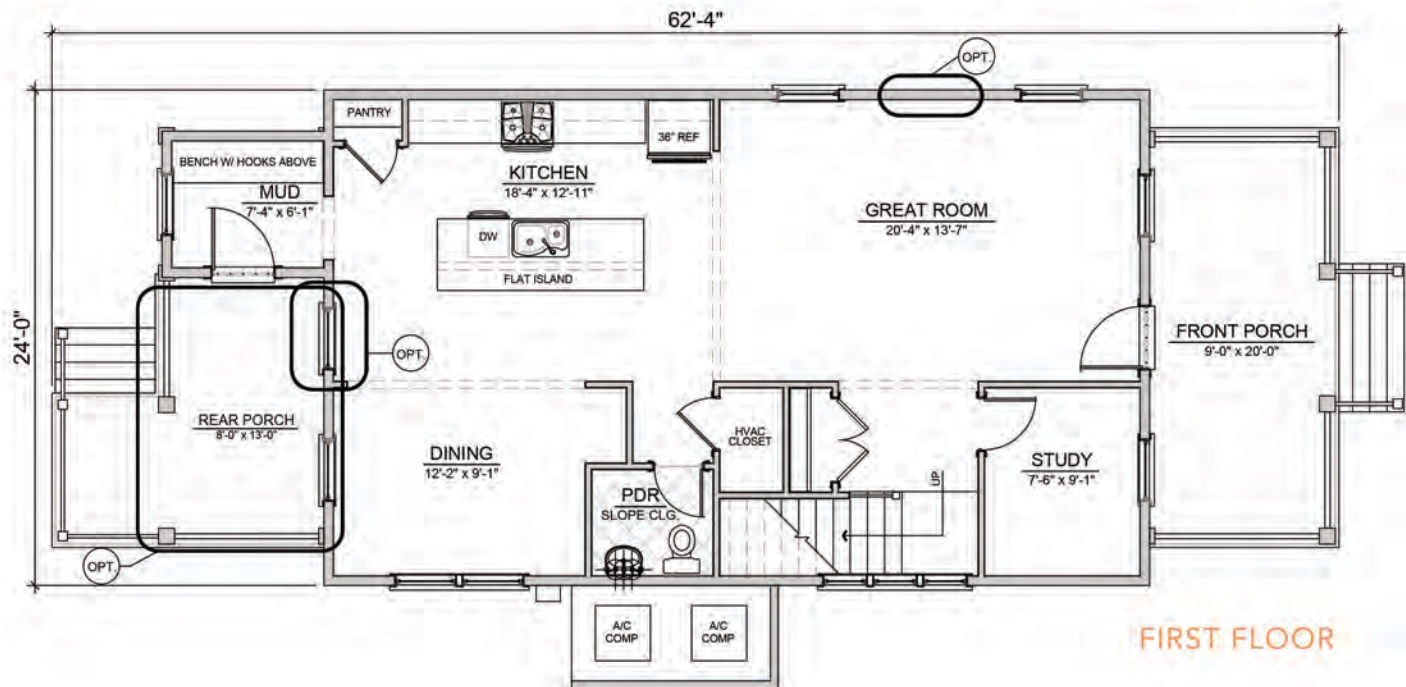 62'-4"
OPT.
PANTRY
36" REF
BENCH W/ HOOKS ABOVE
KITCHEN
18'-4" x 12'-11"
MUD
7'-4" x 6'-1"
GREAT ROOM
20'-4" x 13'-7"
DW
FLAT ISLAND
24'-0"
FRONT PORCH
9'-0" x 20'-0"
OPT.
REAR PORCH
8'-0" x 13'-0"
HVAC
CLOSET
DINING
12'-2" x 9'-1"
STUDY
7'-6" x 9'-1"
UP
PDR
SLOPE CLG.
OPT.
A/C
COMP
A/C
COMP
FIRST FLOOR